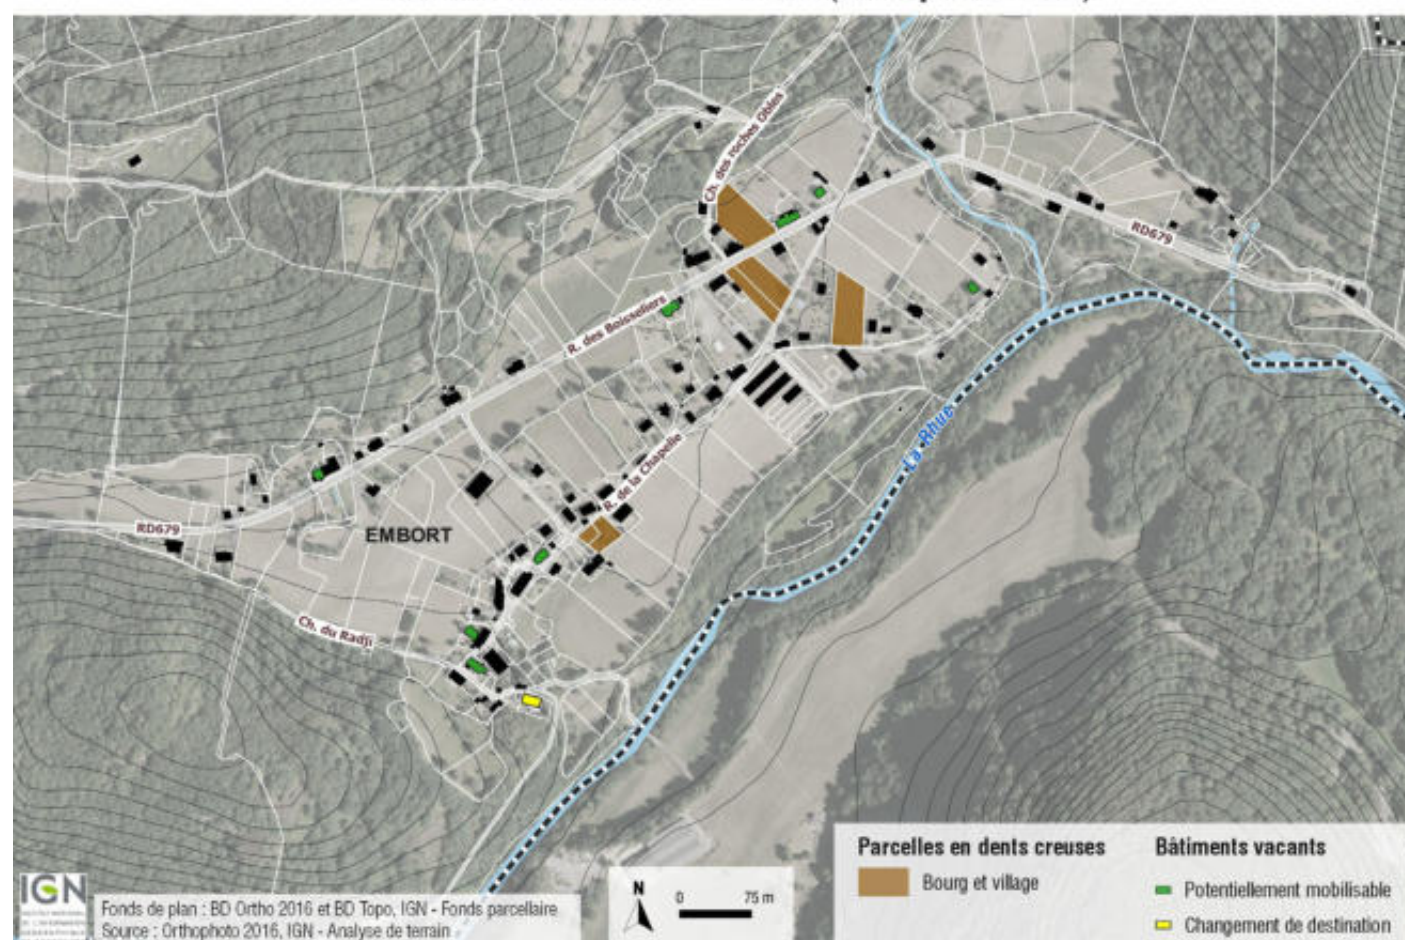 Ch. des roches Obles
RD679
R. des Boisseliers
La Rhue
R. de la Chapelle
RD679
EMBORT
Ch. du Radji
Parcelles en dents creuses
Bourg et village
Bâtiments vacants
Potentiellement mobilisable
Changement de destination
IGN
N
0 75 m
Fonds de plan : BD Ortho 2016 et BD Topo, IGN - Fonds parcellaire
Source : Orthophoto 2016, IGN - Analyse de terrain